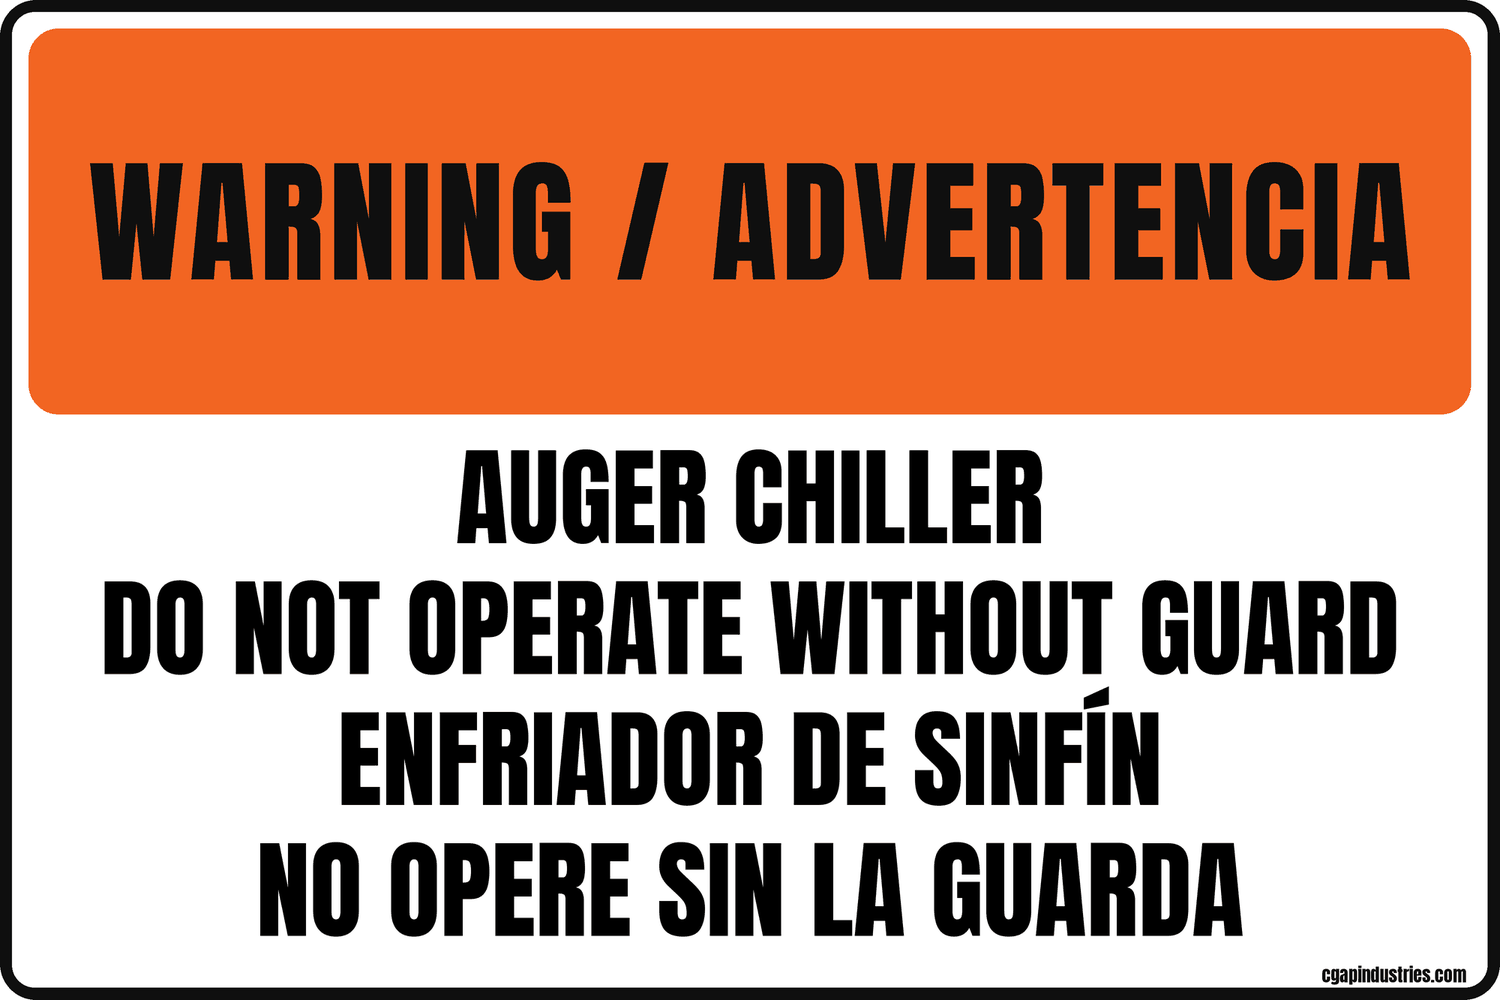 WARNING / ADVERTENCIA
AUGER CHILLER
DO NOT OPERATE WITHOUT GUARD
ENFRIADOR DE SINFÍN
NO OPERE SIN LA GUARDA
cgapindustries.com